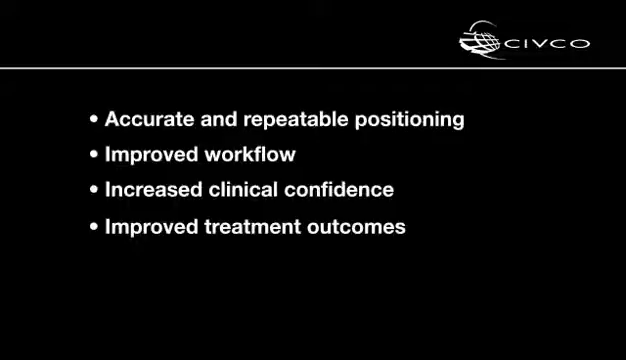 CIVCO
• Accurate and repeatable positioning
• Improved workflow
• Increased clinical confidence
• Improved treatment outcomes